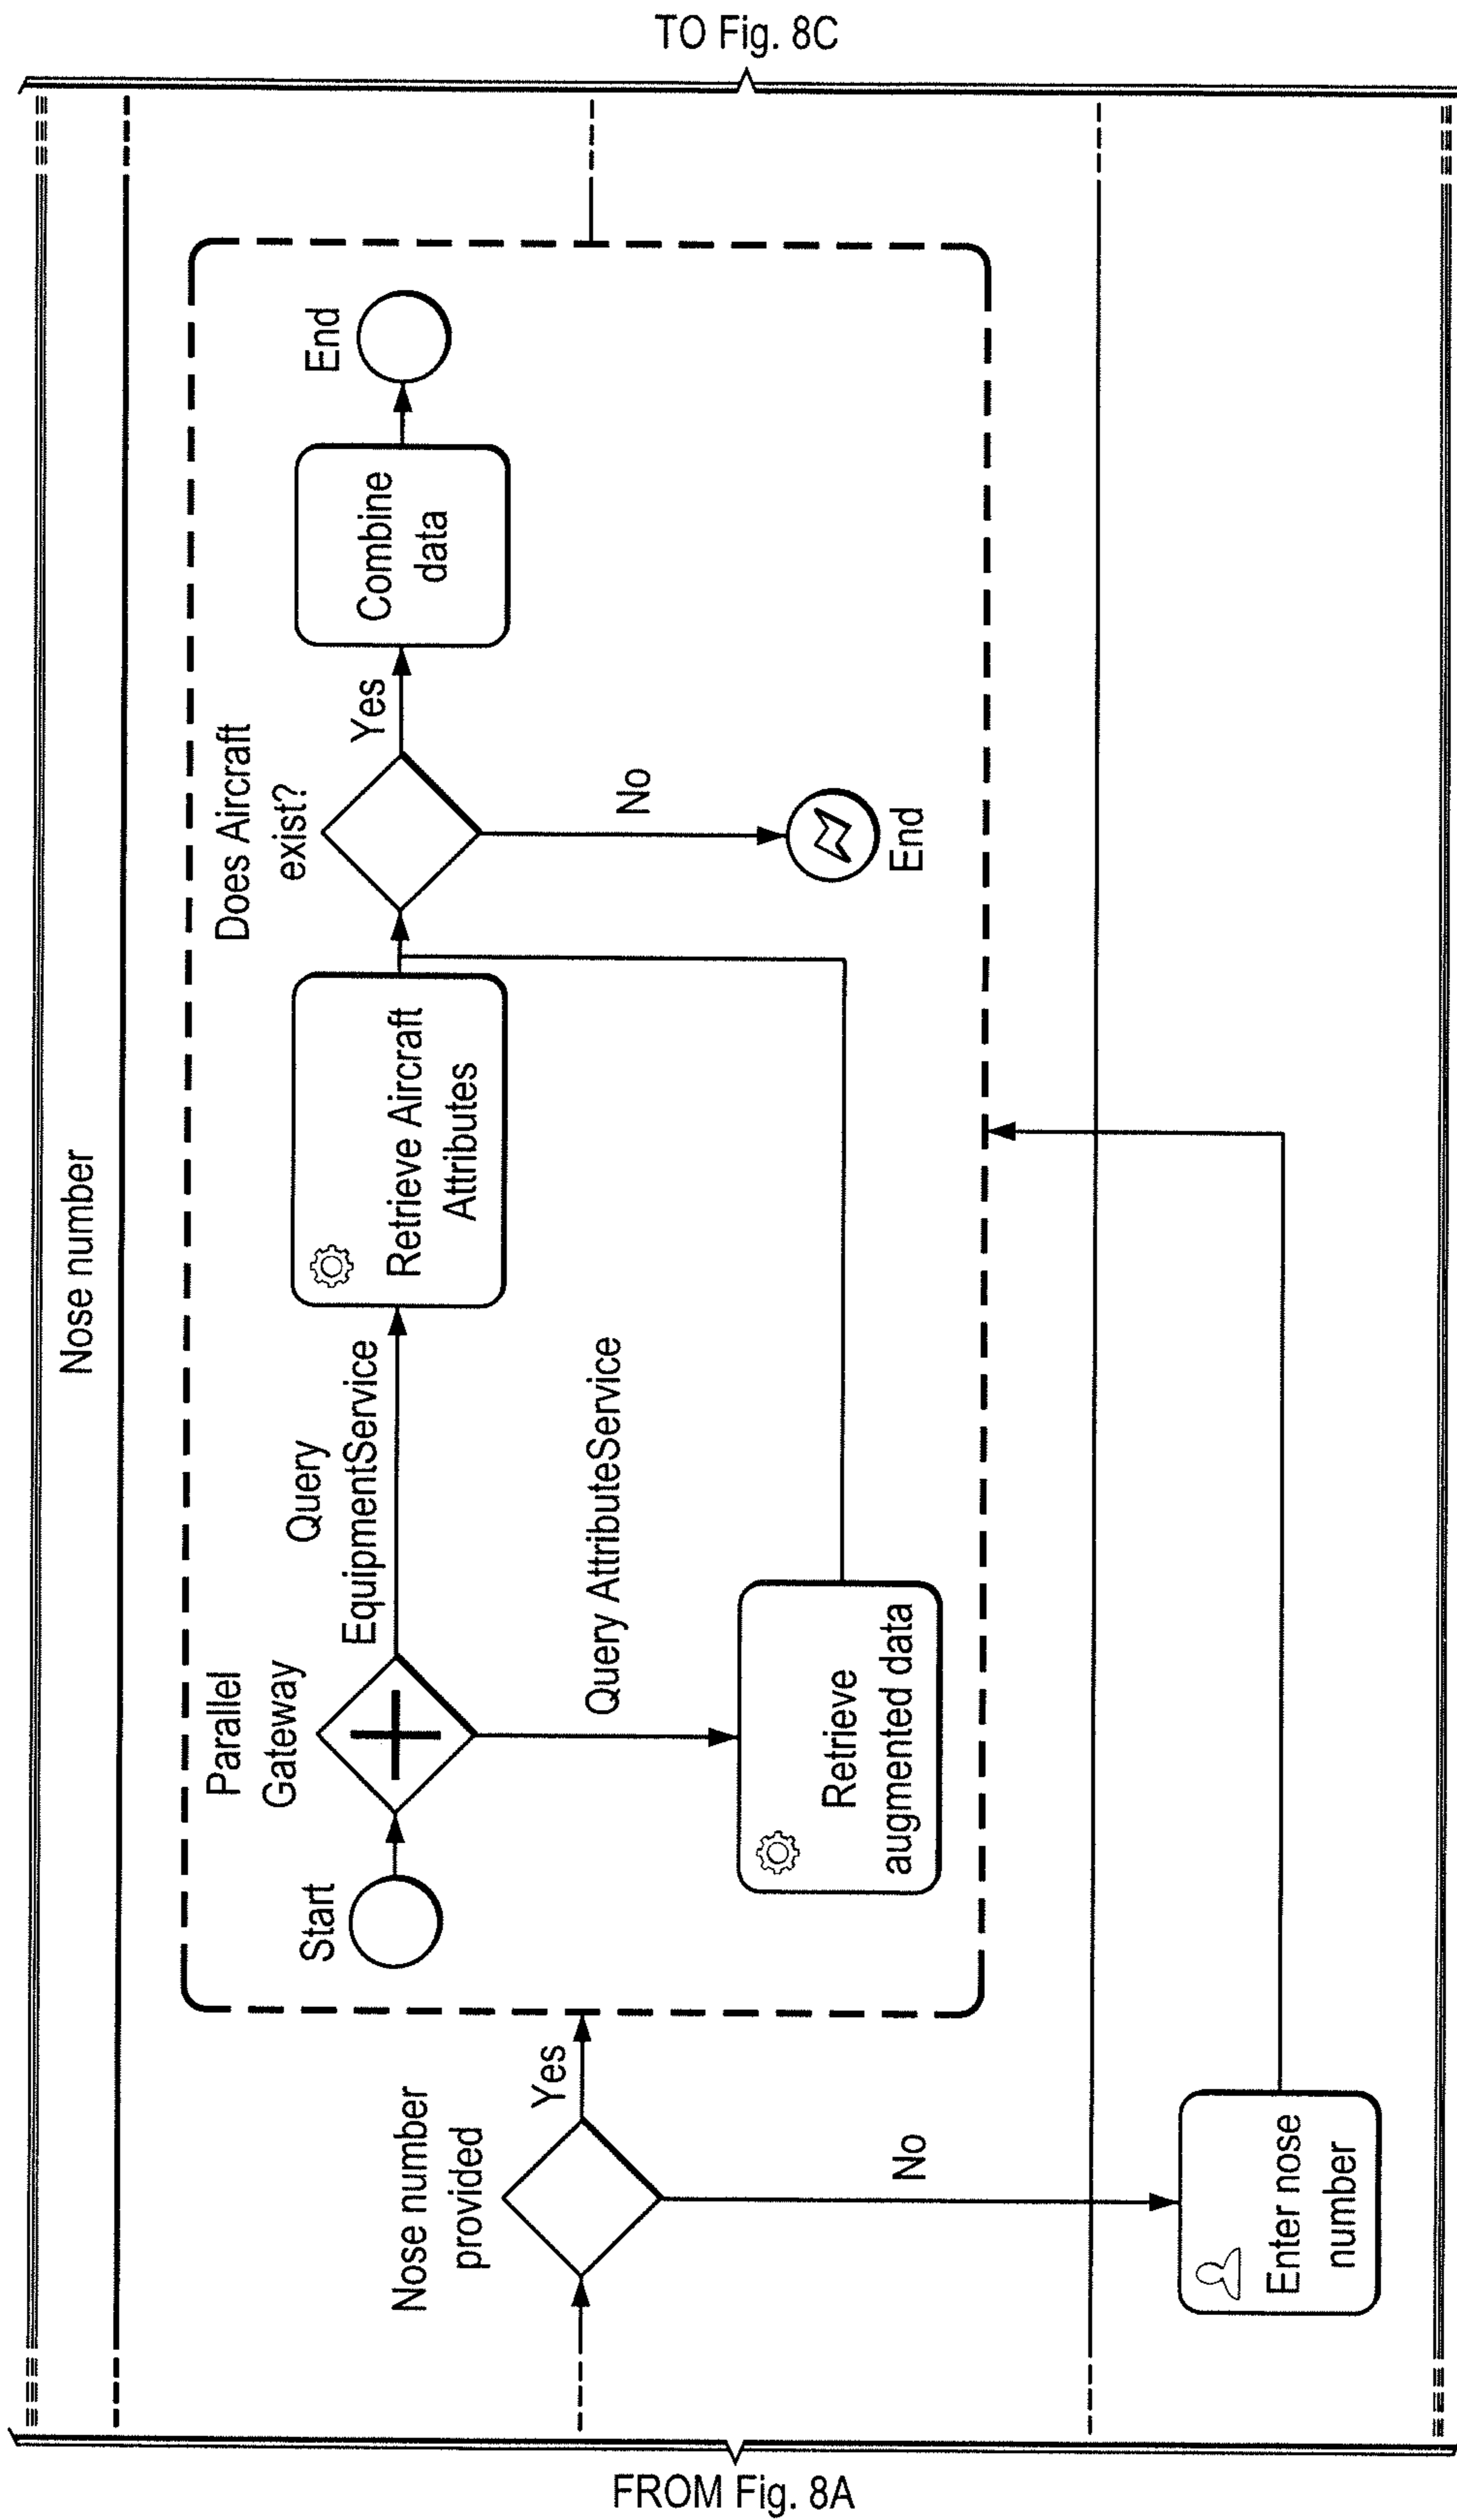 TO Fig. 8C
Nose number
Nose number
provided
Yes
No
Enter nose
number
Start
Parallel
Gateway
Query
EquipmentService
Query AttributeService
Retrieve
augmented data
Retrieve Aircraft
Attributes
Does Aircraft
exist?
Yes
No
End
Combine
data
End
FROM Fig. 8A